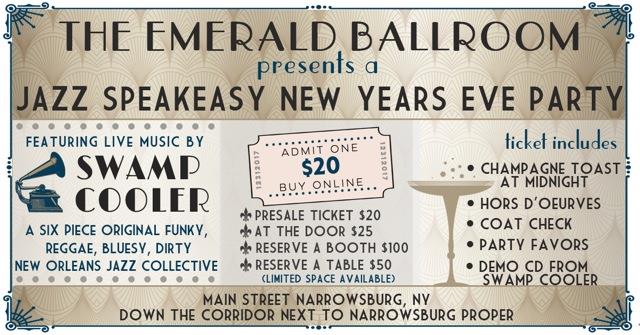 THE EMERALD BALLROOM
presents a
JAZZ SPEAKEASY NEW YEARS EVE PARTY
FEATURING LIVE MUSIC BY
SWAMP
COOLER
A SIX PIECE ORIGINAL FUNKY,
REGGAE, BLUESY, DIRTY
NEW ORLEANS JAZZ COLLECTIVE
12312017
ADMIT ONE
$20
BUY ONLINE
12312017
PRESALE TICKET $20
AT THE DOOR $25
RESERVE A BOOTH $100
RESERVE A TABLE $50
(LIMITED SPACE AVAILABLE)
ticket includes
• CHAMPAGNE TOAST
AT MIDNIGHT
• HORS D'OEURVES
• COAT CHECK
• PARTY FAVORS
• DEMO CD FROM
SWAMP COOLER
MAIN STREET NARROWSBURG, NY
DOWN THE CORRIDOR NEXT TO NARROWSBURG PROPER